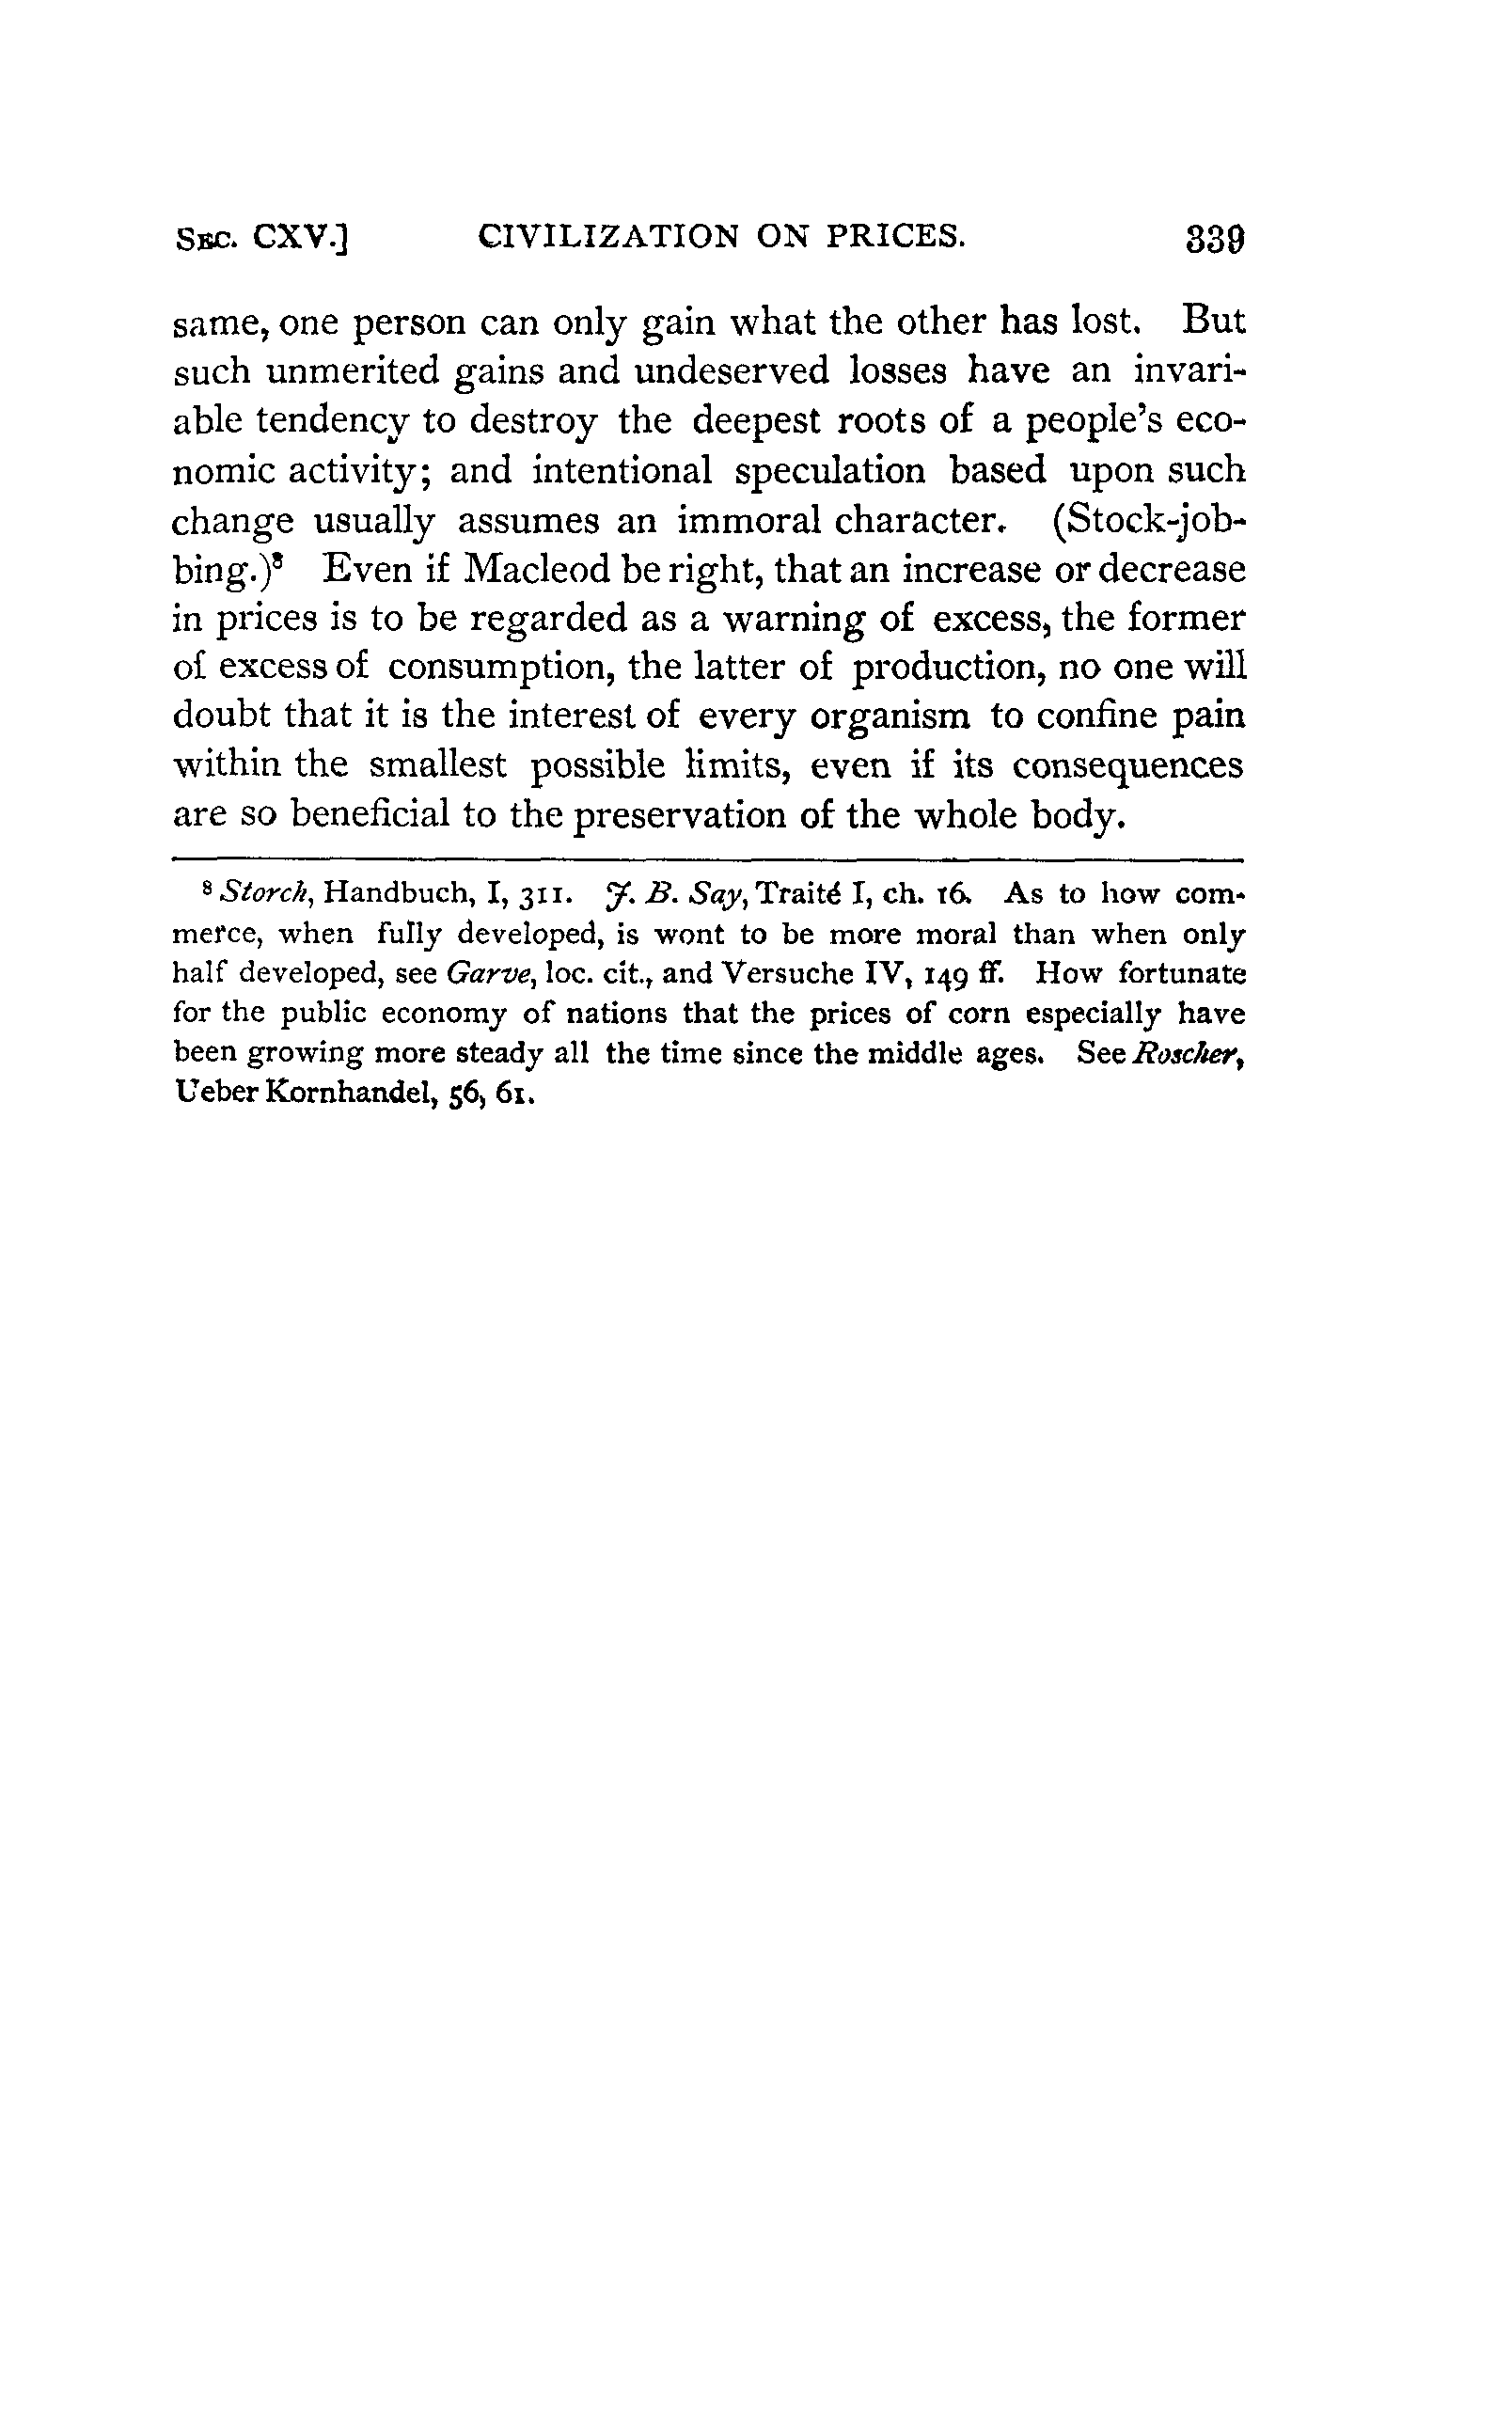 SEC. CXV.] CIVILIZATION ON PRICES. 339
same, one person can only gain what the other has lost. But
such unmerited gains and undeserved losses have an invari-
able tendency to destroy the deepest roots of a people's eco-
nomic activity; and intentional speculation based upon such
change usually assumes an immoral character. (Stock-job-
bing.)⁸ Even if Macleod be right, that an increase or decrease
in prices is to be regarded as a warning of excess, the former
of excess of consumption, the latter of production, no one will
doubt that it is the interest of every organism to confine pain
within the smallest possible limits, even if its consequences
are so beneficial to the preservation of the whole body.
⁸ Storch, Handbuch, I, 311. J. B. Say, Traité I, ch. 16. As to how com-
merce, when fully developed, is wont to be more moral than when only
half developed, see Garve, loc. cit., and Versuche IV, 149 ff. How fortunate
for the public economy of nations that the prices of corn especially have
been growing more steady all the time since the middle ages. See Roscher,
Ueber Kornhandel, 56, 61.